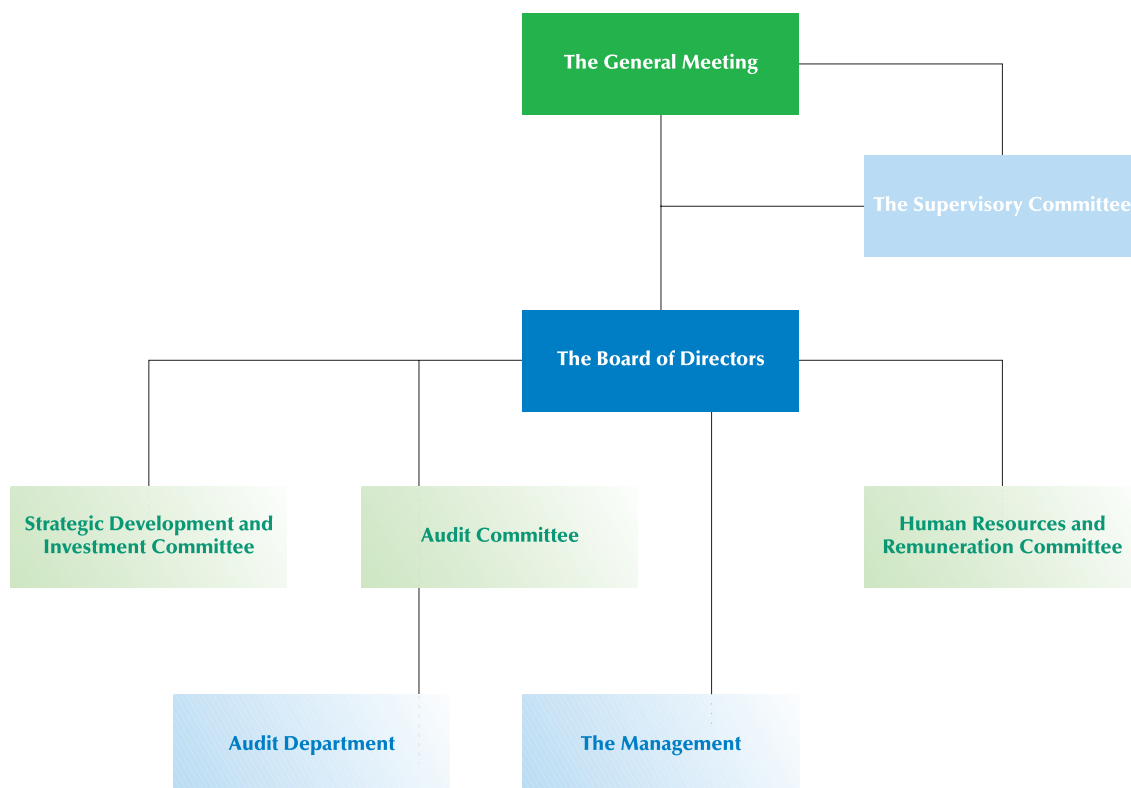 The General Meeting
The Supervisory Committee
The Board of Directors
Strategic Development and
Investment Committee
Audit Committee
Human Resources and
Remuneration Committee
Audit Department
The Management